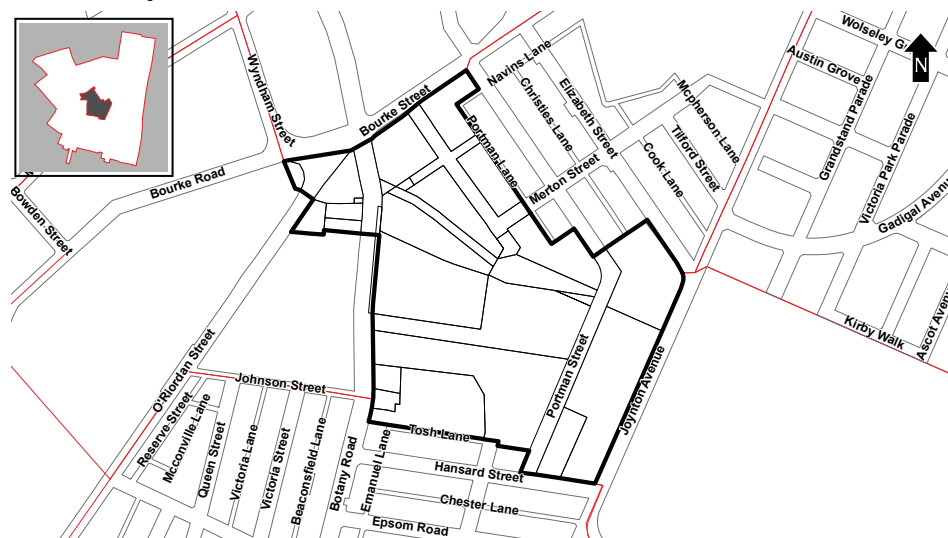 Wyndham Street
Bourke Street
Navins Lane
Christies Lane
Elizabeth Street
Mcpherson Lane
Wolseley G
Austin Grove
N
Grandstand Parade
Victoria Park Parade
Gadigal Avenu
Portman Lane
Merton Street
Cook Lane
Tilford Street
Bourke Road
Bowden Street
Kirby Walk
Ascot Avenu
O'Riordan Street
Johnson Street
Portman Street
Joynton Avenue
Reserve Street
Mcconville Lane
Queen Street
Victoria Lane
Victoria Street
Beaconsfield Lane
Botany Road
Emanuel Lane
Tosh Lane
Hansard Street
Chester Lane
Epsom Road